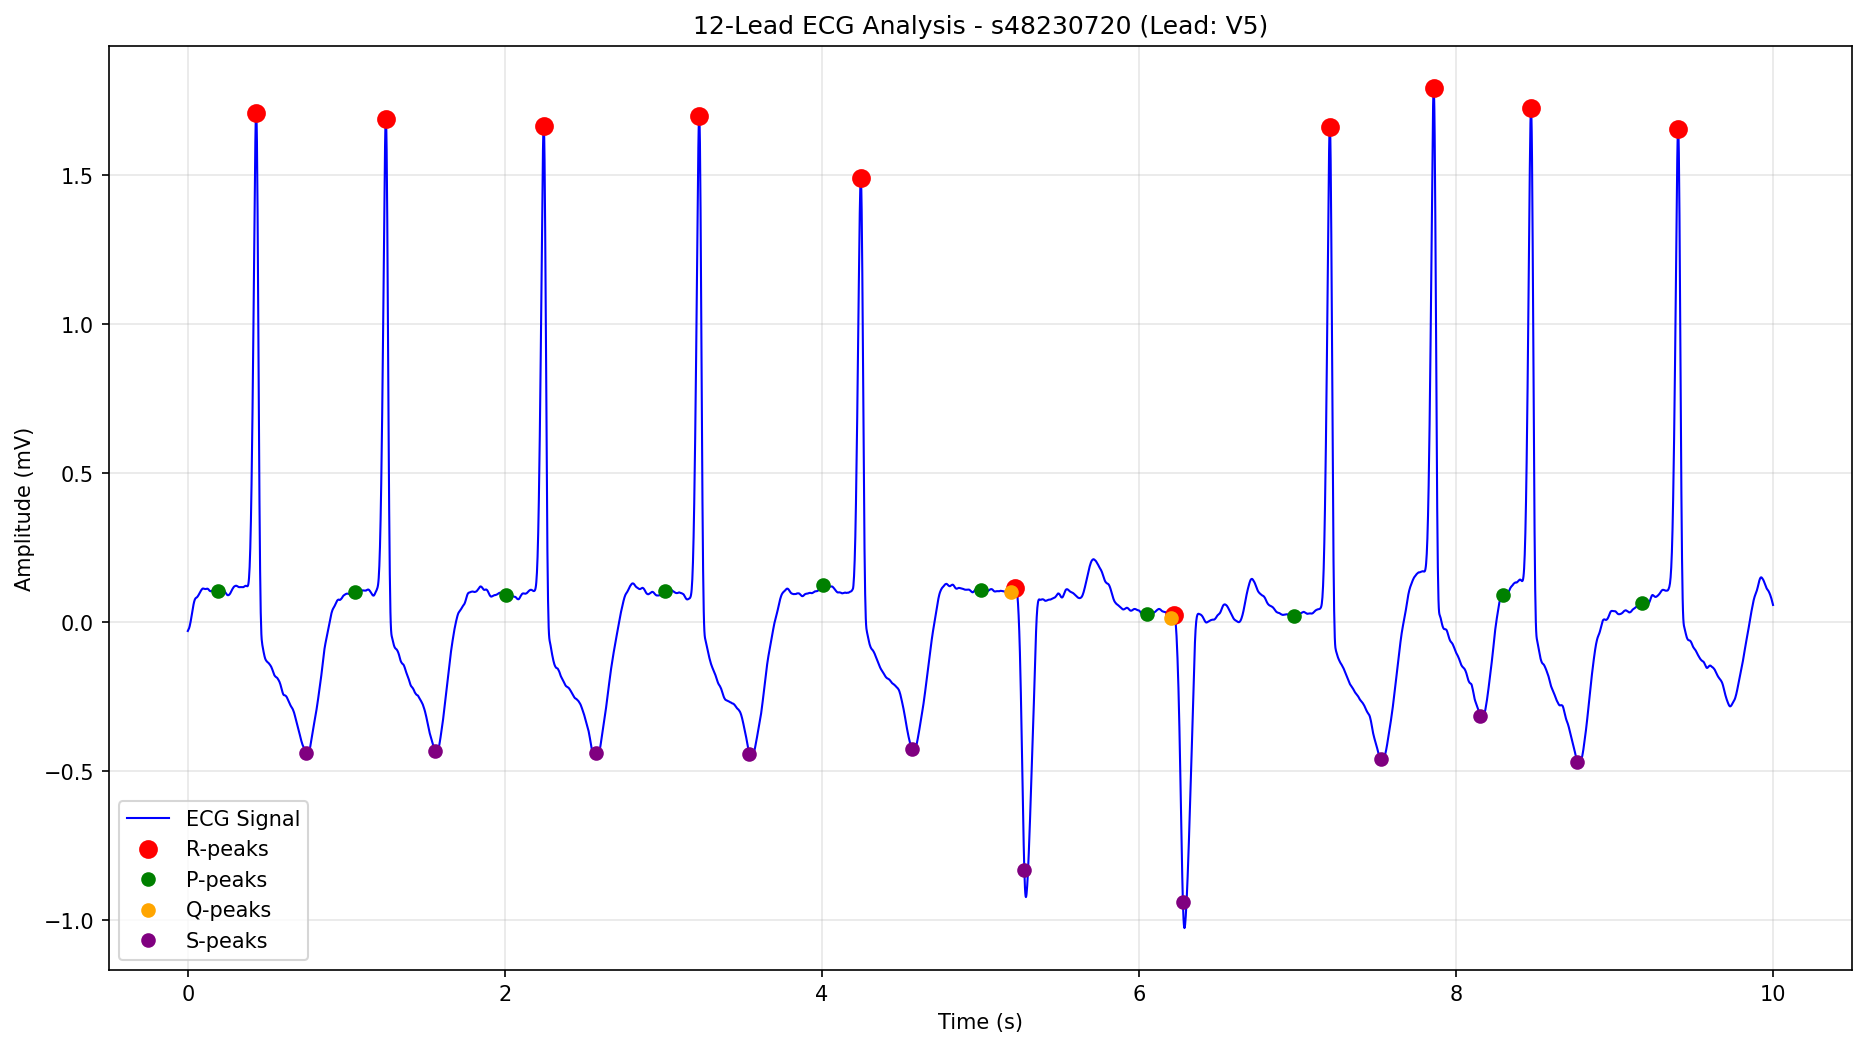 12-Lead ECG Analysis - s48230720 (Lead: V5)
Amplitude (mV)
1.5
1.0
0.5
0.0
−0.5
−1.0
ECG Signal
R-peaks
P-peaks
Q-peaks
S-peaks
0 2 4 6 8 10
Time (s)